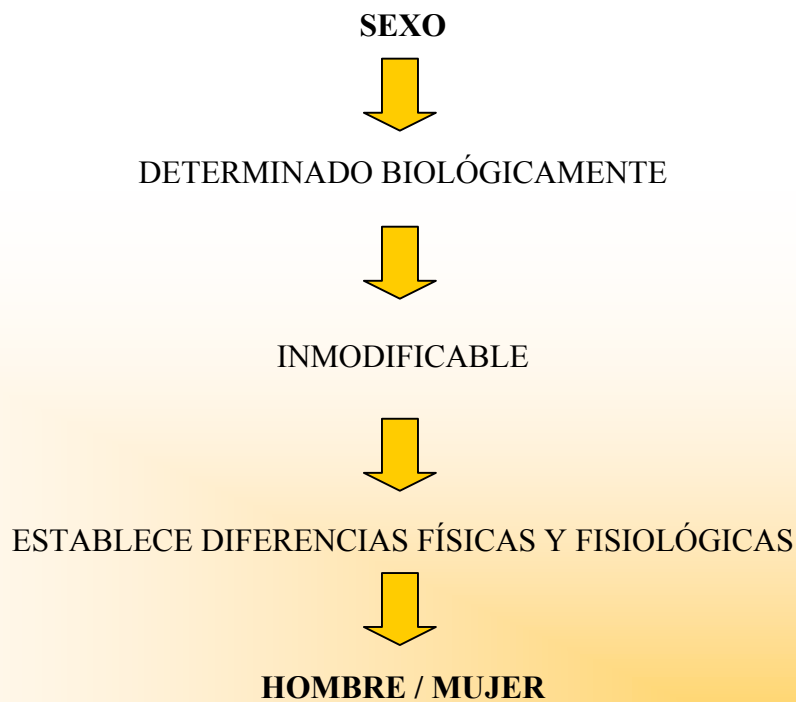 SEXO
DETERMINADO BIOLÓGICAMENTE
INMODIFICABLE
ESTABLECE DIFERENCIAS FÍSICAS Y FISIOLÓGICAS
HOMBRE / MUJER